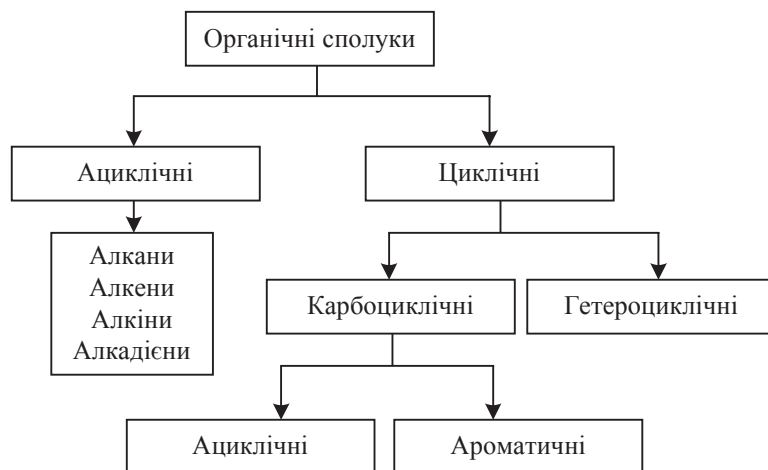 Органічні сполуки
Ациклічні
Циклічні
Алкани
Алкени
Алкіни
Алкадієни
Карбоциклічні
Гетероциклічні
Ациклічні
Ароматичні